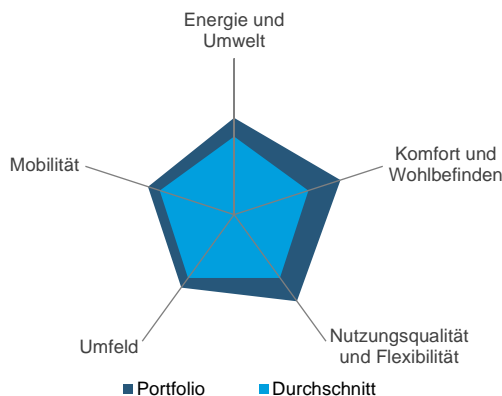 Energie und
Umwelt
Komfort und
Wohlbefinden
Nutzungsqualität
und Flexibilität
Umfeld
Mobilität
Portfolio
Durchschnitt